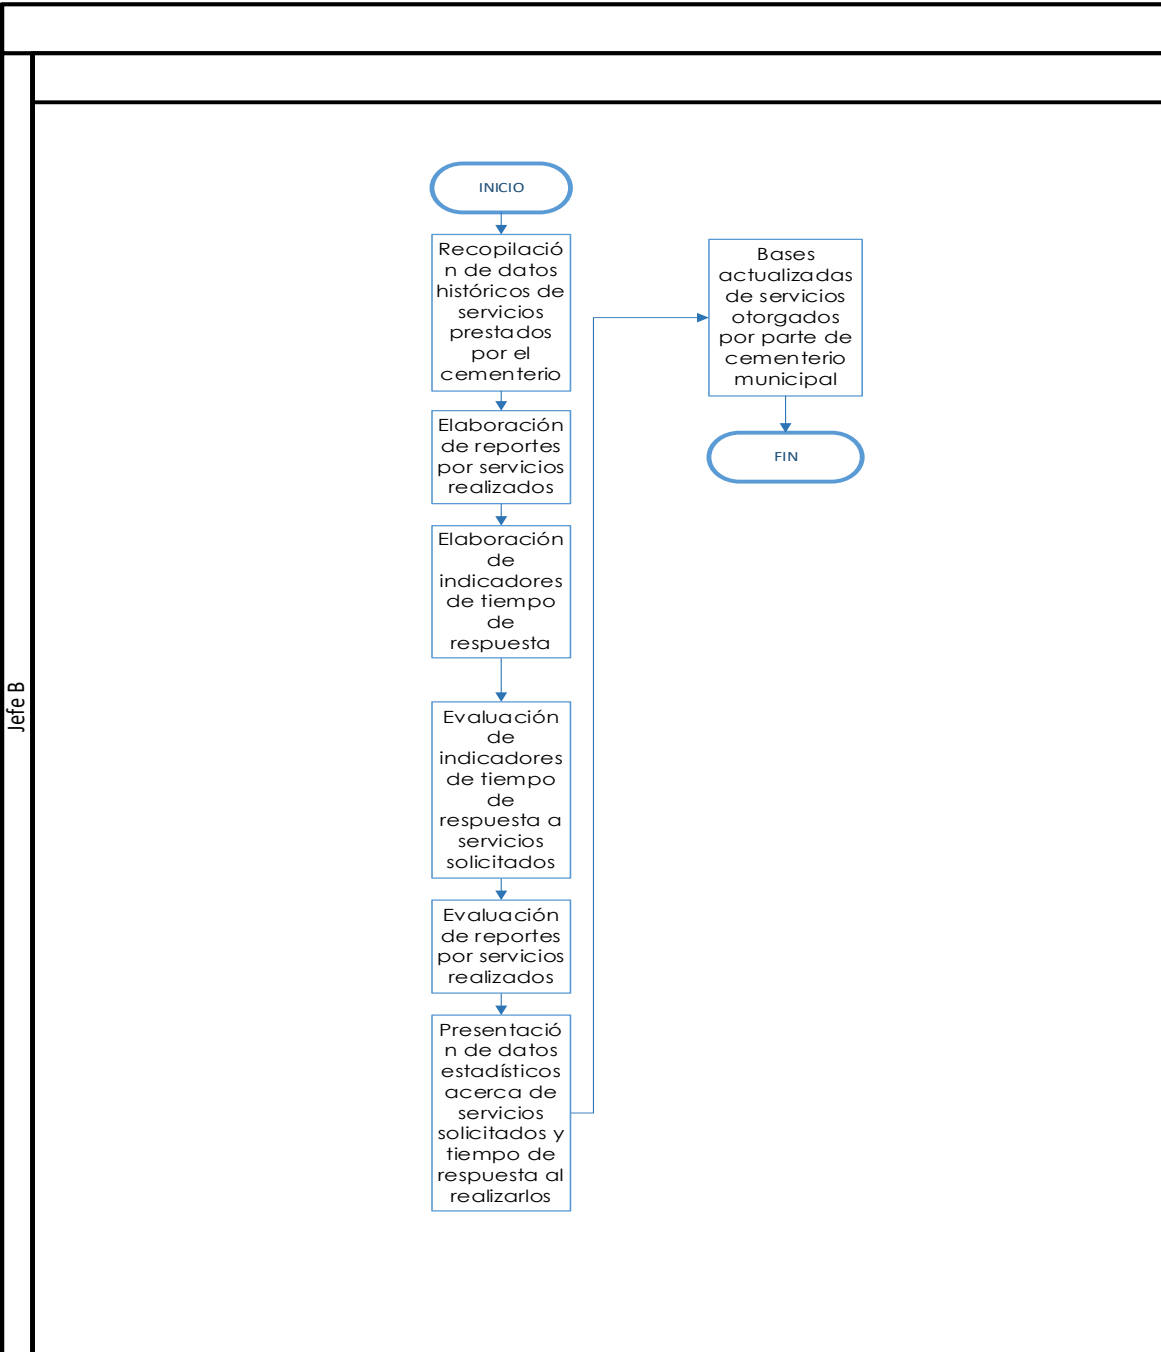 Jefe B
INICIO
Recopilació
n de datos
históricos de
servicios
prestados
por el
cementerio
Elaboración
de reportes
por servicios
realizados
Elaboración
de
indicadores
de tiempo
de
respuesta
Evaluación
de
indicadores
de tiempo
de
respuesta a
servicios
solicitados
Evaluación
de reportes
por servicios
realizados
Presentació
n de datos
estadísticos
acerca de
servicios
solicitados y
tiempo de
respuesta al
realizarlos
Bases
actualizadas
de servicios
otorgados
por parte de
cementerio
municipal
FIN